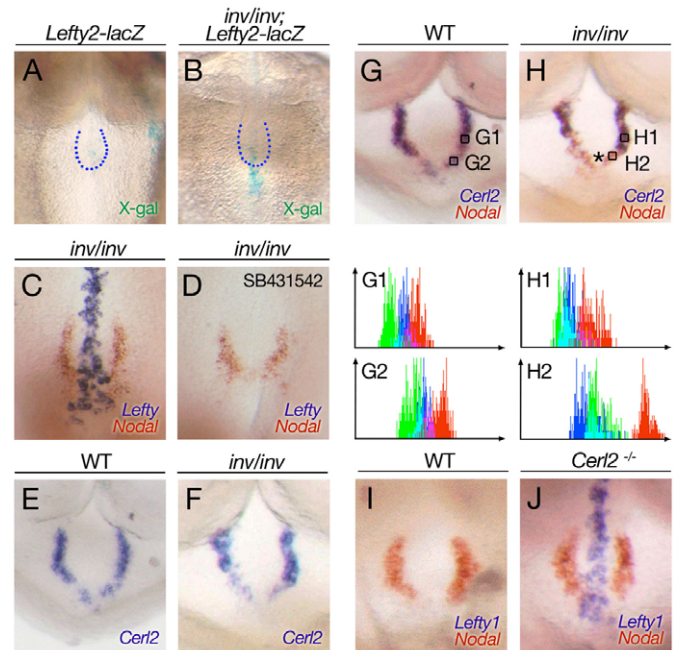 Lefty2-lacZ
inv/inv;
Lefty2-lacZ
A
X-gal
B
X-gal
WT
inv/inv
G
G1
G2
Cerl2
Nodal
H
H1
H2
*
Cerl2
Nodal
inv/inv
inv/inv
C
Lefty
Nodal
D
SB431542
Lefty
Nodal
G1
H1
G2
H2
WT
inv/inv
E
Cerl2
F
Cerl2
WT
Cerl2 -/-
I
Lefty1
Nodal
J
Lefty1
Nodal